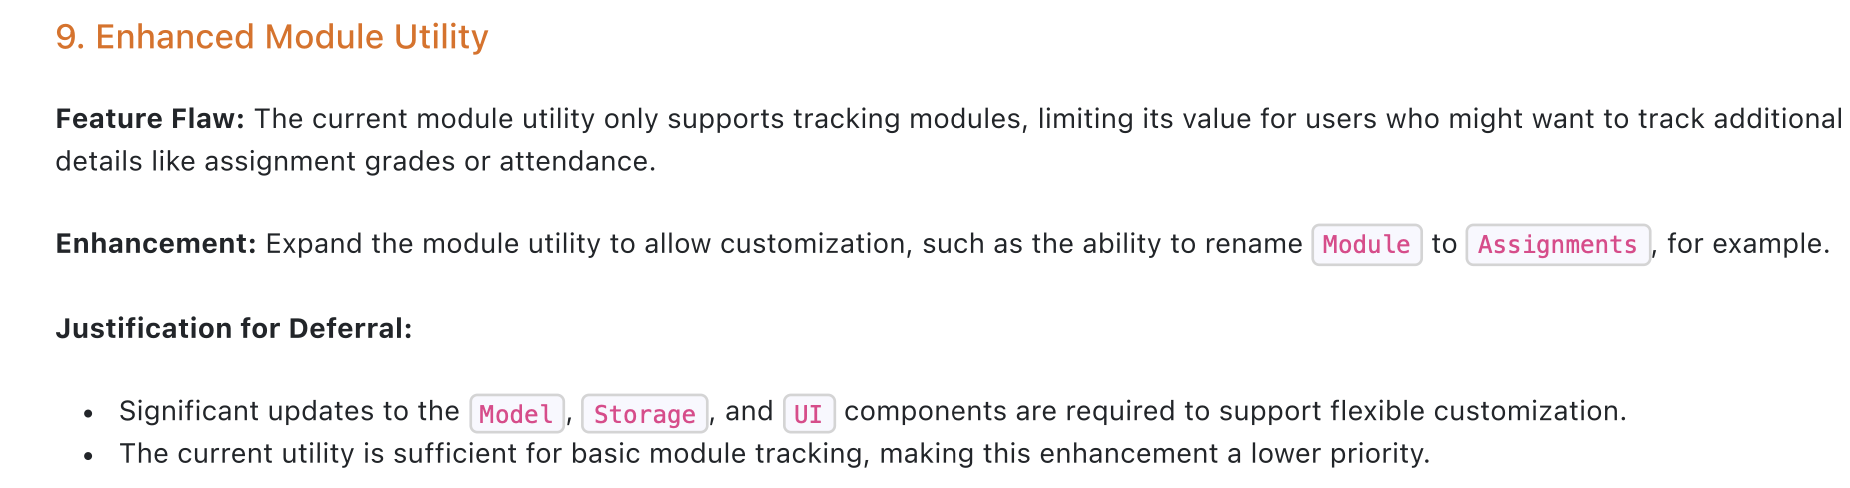 9. Enhanced Module Utility
Feature Flaw: The current module utility only supports tracking modules, limiting its value for users who might want to track additional
details like assignment grades or attendance.
Enhancement: Expand the module utility to allow customization, such as the ability to rename Module to Assignments, for example.
Justification for Deferral:
• Significant updates to the Model, Storage, and UI components are required to support flexible customization.
• The current utility is sufficient for basic module tracking, making this enhancement a lower priority.